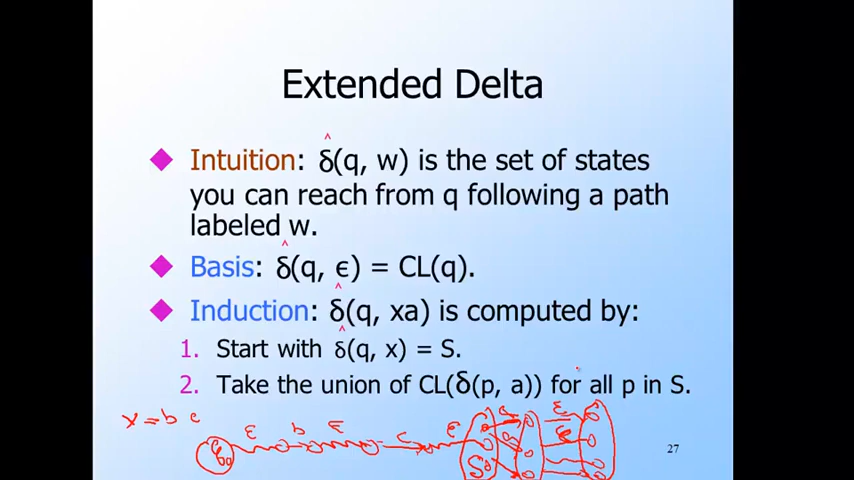 Extended Delta
Intuition: δ̂(q, w) is the set of states
you can reach from q following a path
labeled w.
Basis: δ̂(q, ϵ) = CL(q).
Induction: δ̂(q, xa) is computed by:
1. Start with δ̂(q, x) = S.
2. Take the union of CL(δ(p, a)) for all p in S.
x = b c
ε b ε c ε a ε
q₀ S a
27